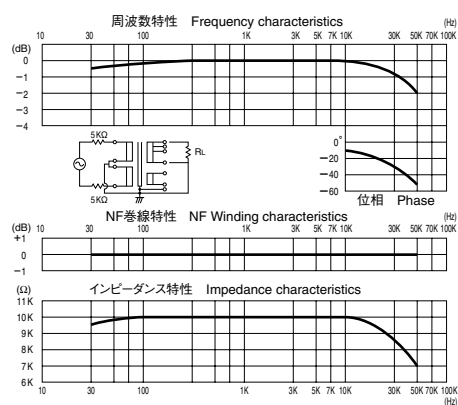 周波数特性 Frequency characteristics
10 30 100 1K 3K 5K 7K 10K 30K 50K 70K 100K
(Hz)
(dB)
0
−1
−2
−3
−4
5KΩ
5KΩ
RL
0°
−20
−40
−60
位相 Phase
NF巻線特性 NF Winding characteristics
(dB) 10 30 100 1K 3K 5K 7K 10K 30K 50K 70K 100K
(Hz)
+1
0
−1
(Ω) インピーダンス特性 Impedance characteristics
11K
10K
9K
8K
7K
6K
10 30 100 1K 3K 5K 7K 10K 30K 50K 70K 100K
(Hz)